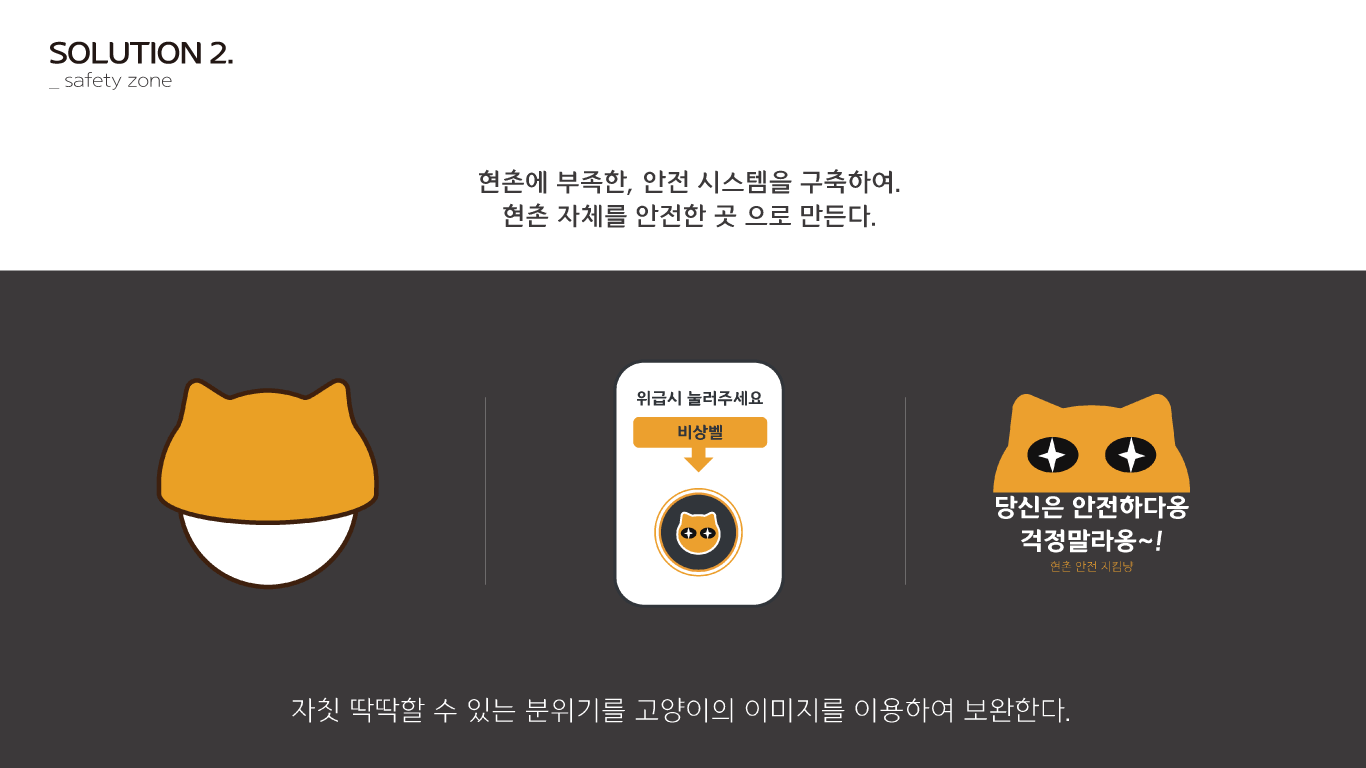 SOLUTION 2.
_ safety zone
현촌에 부족한, 안전 시스템을 구축하여.
현촌 자체를 안전한 곳 으로 만든다.
위급시 눌러주세요
비상벨
당신은 안전하다옹
걱정말라옹~!
현촌 안전 지킴냥
자칫 딱딱할 수 있는 분위기를 고양이의 이미지를 이용하여 보완한다.